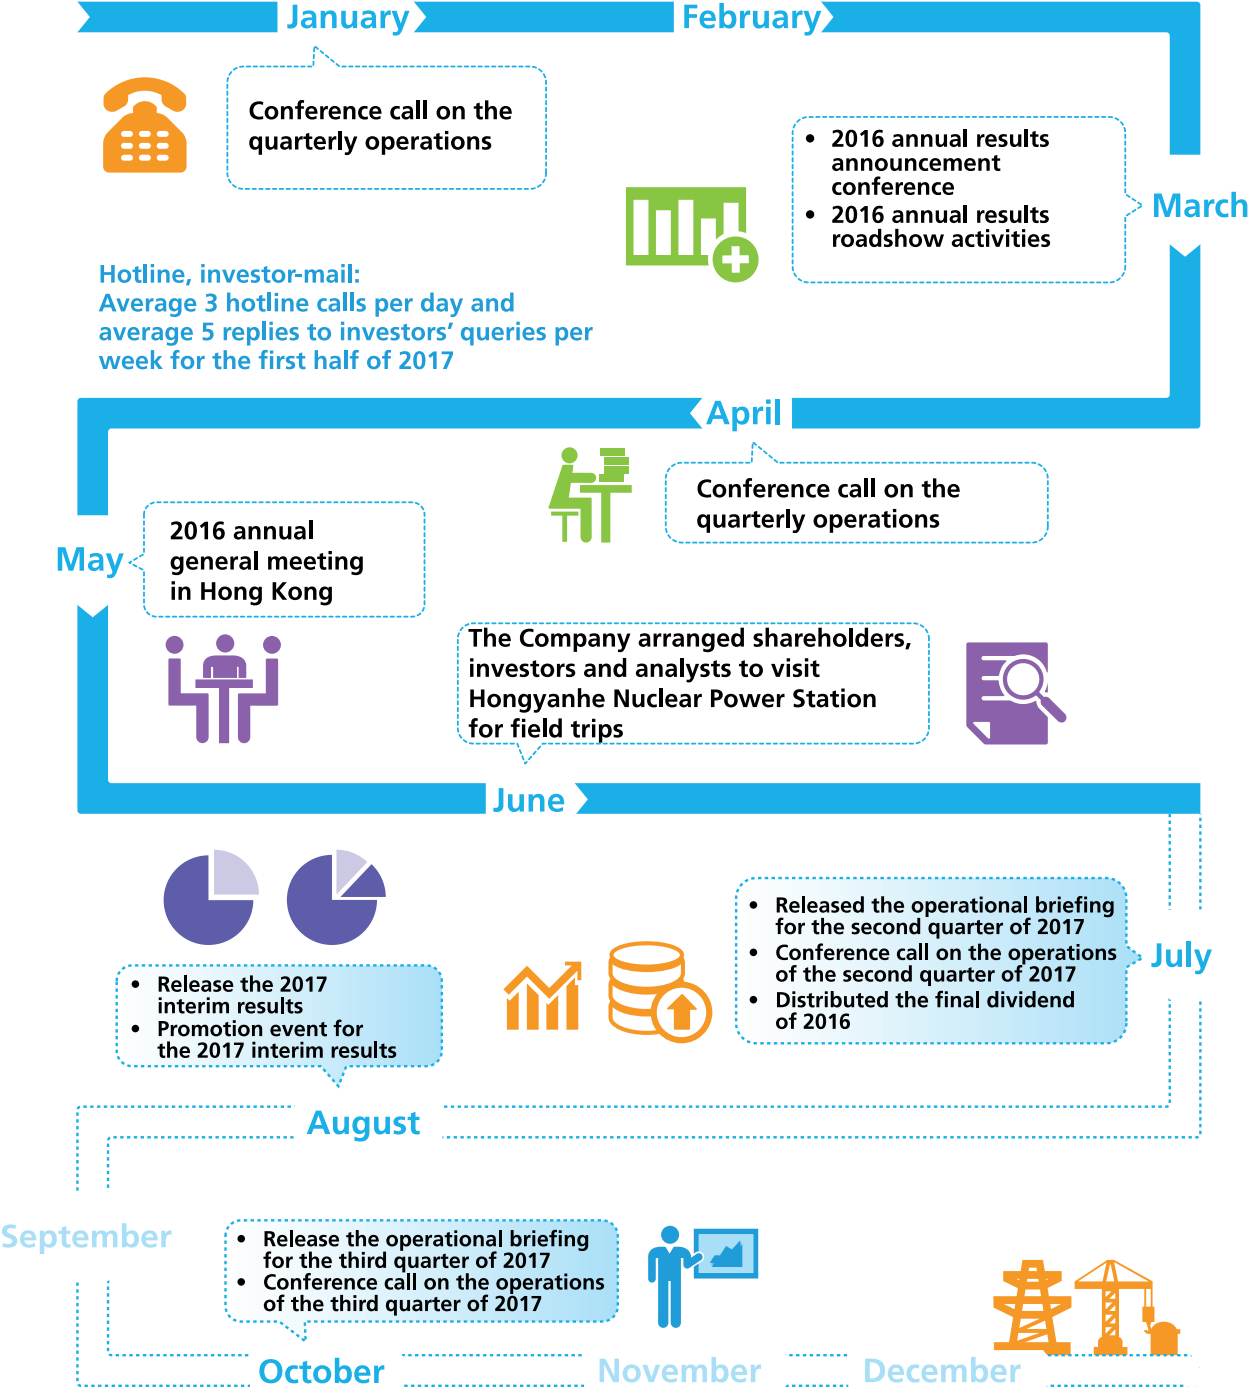 January
February
Conference call on the
quarterly operations
• 2016 annual results
announcement
conference
• 2016 annual results
roadshow activities
March
Hotline, investor-mail:
Average 3 hotline calls per day and
average 5 replies to investors’ queries per
week for the first half of 2017
April
Conference call on the
quarterly operations
May
2016 annual
general meeting
in Hong Kong
The Company arranged shareholders,
investors and analysts to visit
Hongyanhe Nuclear Power Station
for field trips
June
• Released the operational briefing
for the second quarter of 2017
• Conference call on the operations
of the second quarter of 2017
• Distributed the final dividend
of 2016
July
• Release the 2017
interim results
• Promotion event for
the 2017 interim results
August
September
• Release the operational briefing
for the third quarter of 2017
• Conference call on the operations
of the third quarter of 2017
October
November
December